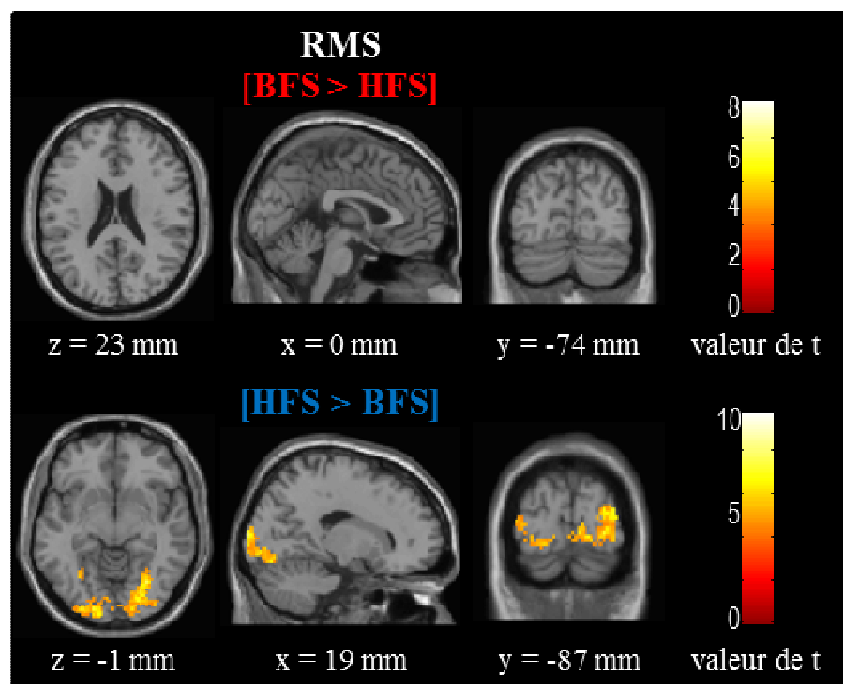 RMS
[BFS > HFS]
8
6
4
2
0
z = 23 mm
x = 0 mm
y = -74 mm
valeur de t
[HFS > BFS]
10
5
0
z = -1 mm
x = 19 mm
y = -87 mm
valeur de t